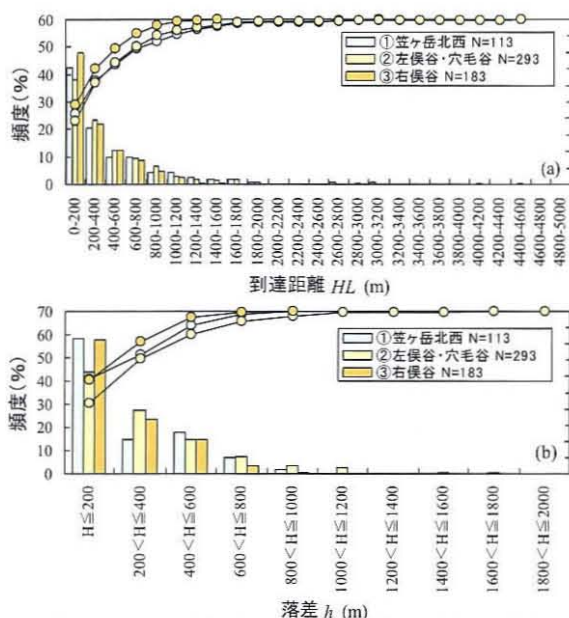 60
50
40
30
20
10
0
頻度(%)
①笠ヶ岳北西 N=113
②左俣谷・穴毛谷 N=293
③右俣谷 N=183
(a)
0-200
200-400
400-600
600-800
800-1000
1000-1200
1200-1400
1400-1600
1600-1800
1800-2000
2000-2200
2200-2400
2400-2600
2600-2800
2800-3000
3000-3200
3200-3400
3400-3600
3600-3800
3800-4000
4000-4200
4200-4400
4400-4600
4600-4800
4800-5000
到達距離 HL (m)
70
60
50
40
30
20
10
0
頻度(%)
①笠ヶ岳北西 N=113
②左俣谷・穴毛谷 N=293
③右俣谷 N=183
(b)
H≦200
200<H≦400
400<H≦600
600<H≦800
800<H≦1000
1000<H≦1200
1200<H≦1400
1400<H≦1600
1600<H≦1800
1800<H≦2000
落差 h (m)